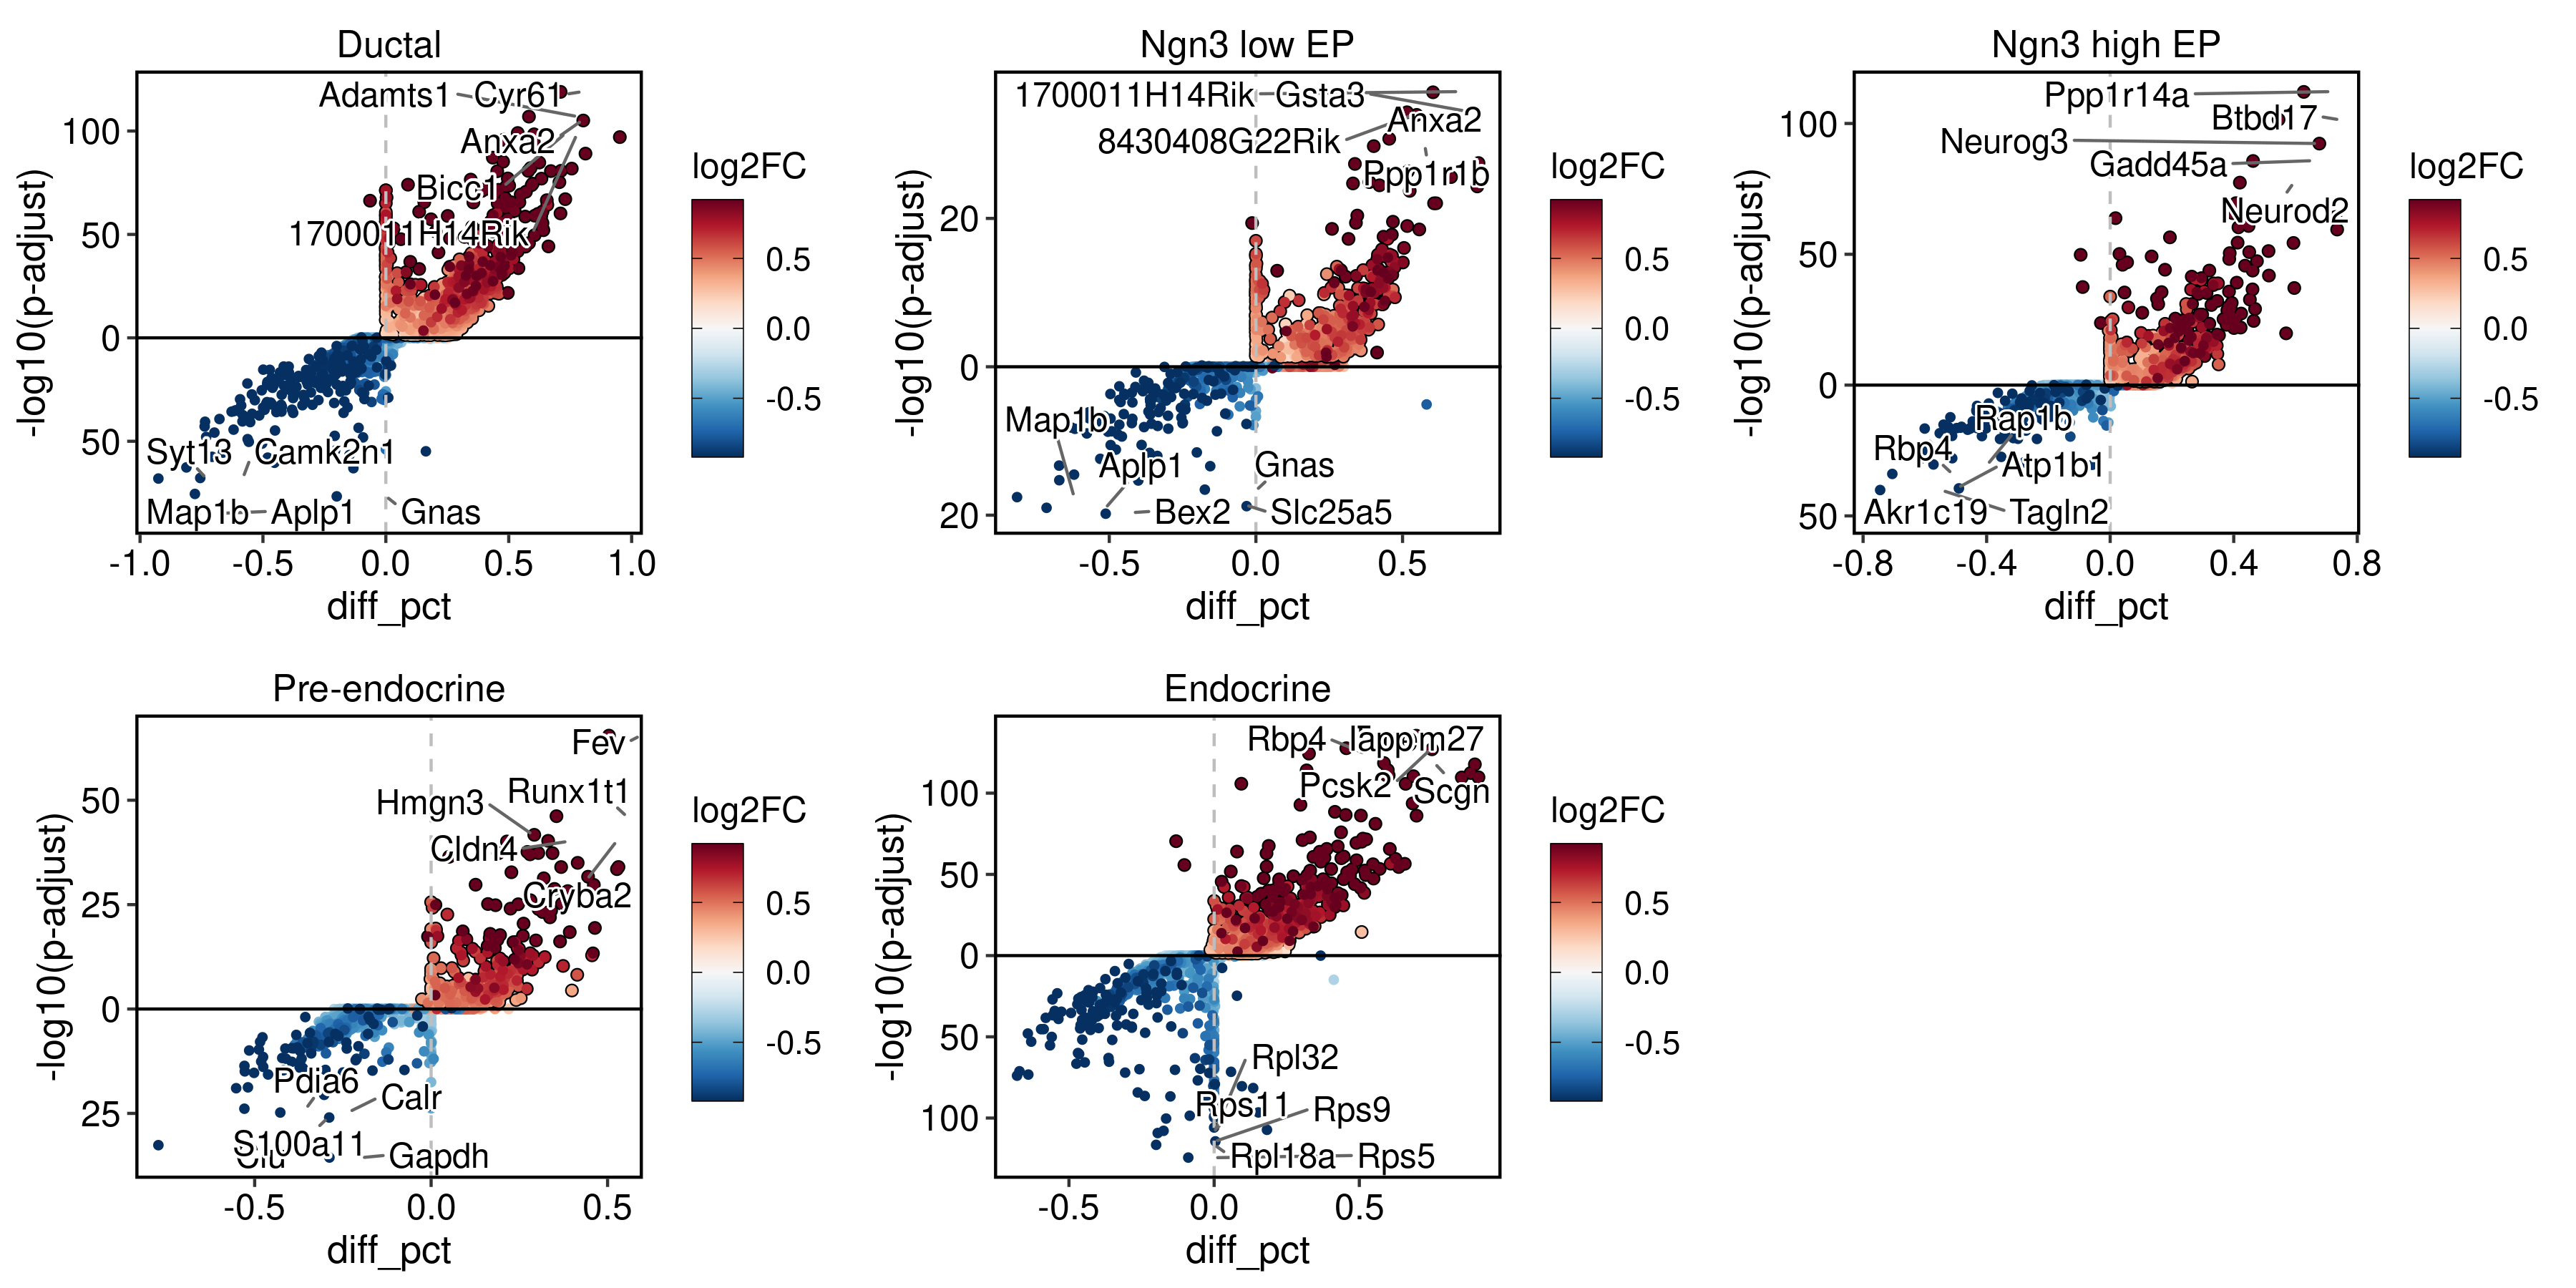 Ductal
-log10(p-adjust)
100
50
0
50
Adamts1
Cyr61
Anxa2
Bicc1
1700011H14Rik
Syt13
Camk2n1
Map1b
Aplp1
Gnas
-1.0 -0.5 0.0 0.5 1.0
diff_pct
log2FC
0.5
0.0
-0.5
Ngn3 low EP
-log10(p-adjust)
20
0
20
1700011H14Rik
Gsta3
Anxa2
8430408G22Rik
Ppp1r1b
Map1b
Aplp1
Gnas
Bex2
Slc25a5
-0.5 0.0 0.5
diff_pct
log2FC
0.5
0.0
-0.5
Ngn3 high EP
-log10(p-adjust)
100
50
0
50
Ppp1r14a
Btbd17
Neurog3
Gadd45a
Neurod2
Rap1b
Rbp4
Atp1b1
Akr1c19
Tagln2
-0.8 -0.4 0.0 0.4 0.8
diff_pct
log2FC
0.5
0.0
-0.5
Pre-endocrine
-log10(p-adjust)
50
25
0
25
Fev
Runx1t1
Hmgn3
Cldn4
Cryba2
Pdia6
Calr
S100a11
Gapdh
-0.5 0.0 0.5
diff_pct
log2FC
0.5
0.0
-0.5
Endocrine
-log10(p-adjust)
100
50
0
50
100
Rbp4
Pcsk2
Scgn
Rpl32
Rps11
Rps9
Rpl18a
Rps5
-0.5 0.0 0.5
diff_pct
log2FC
0.5
0.0
-0.5